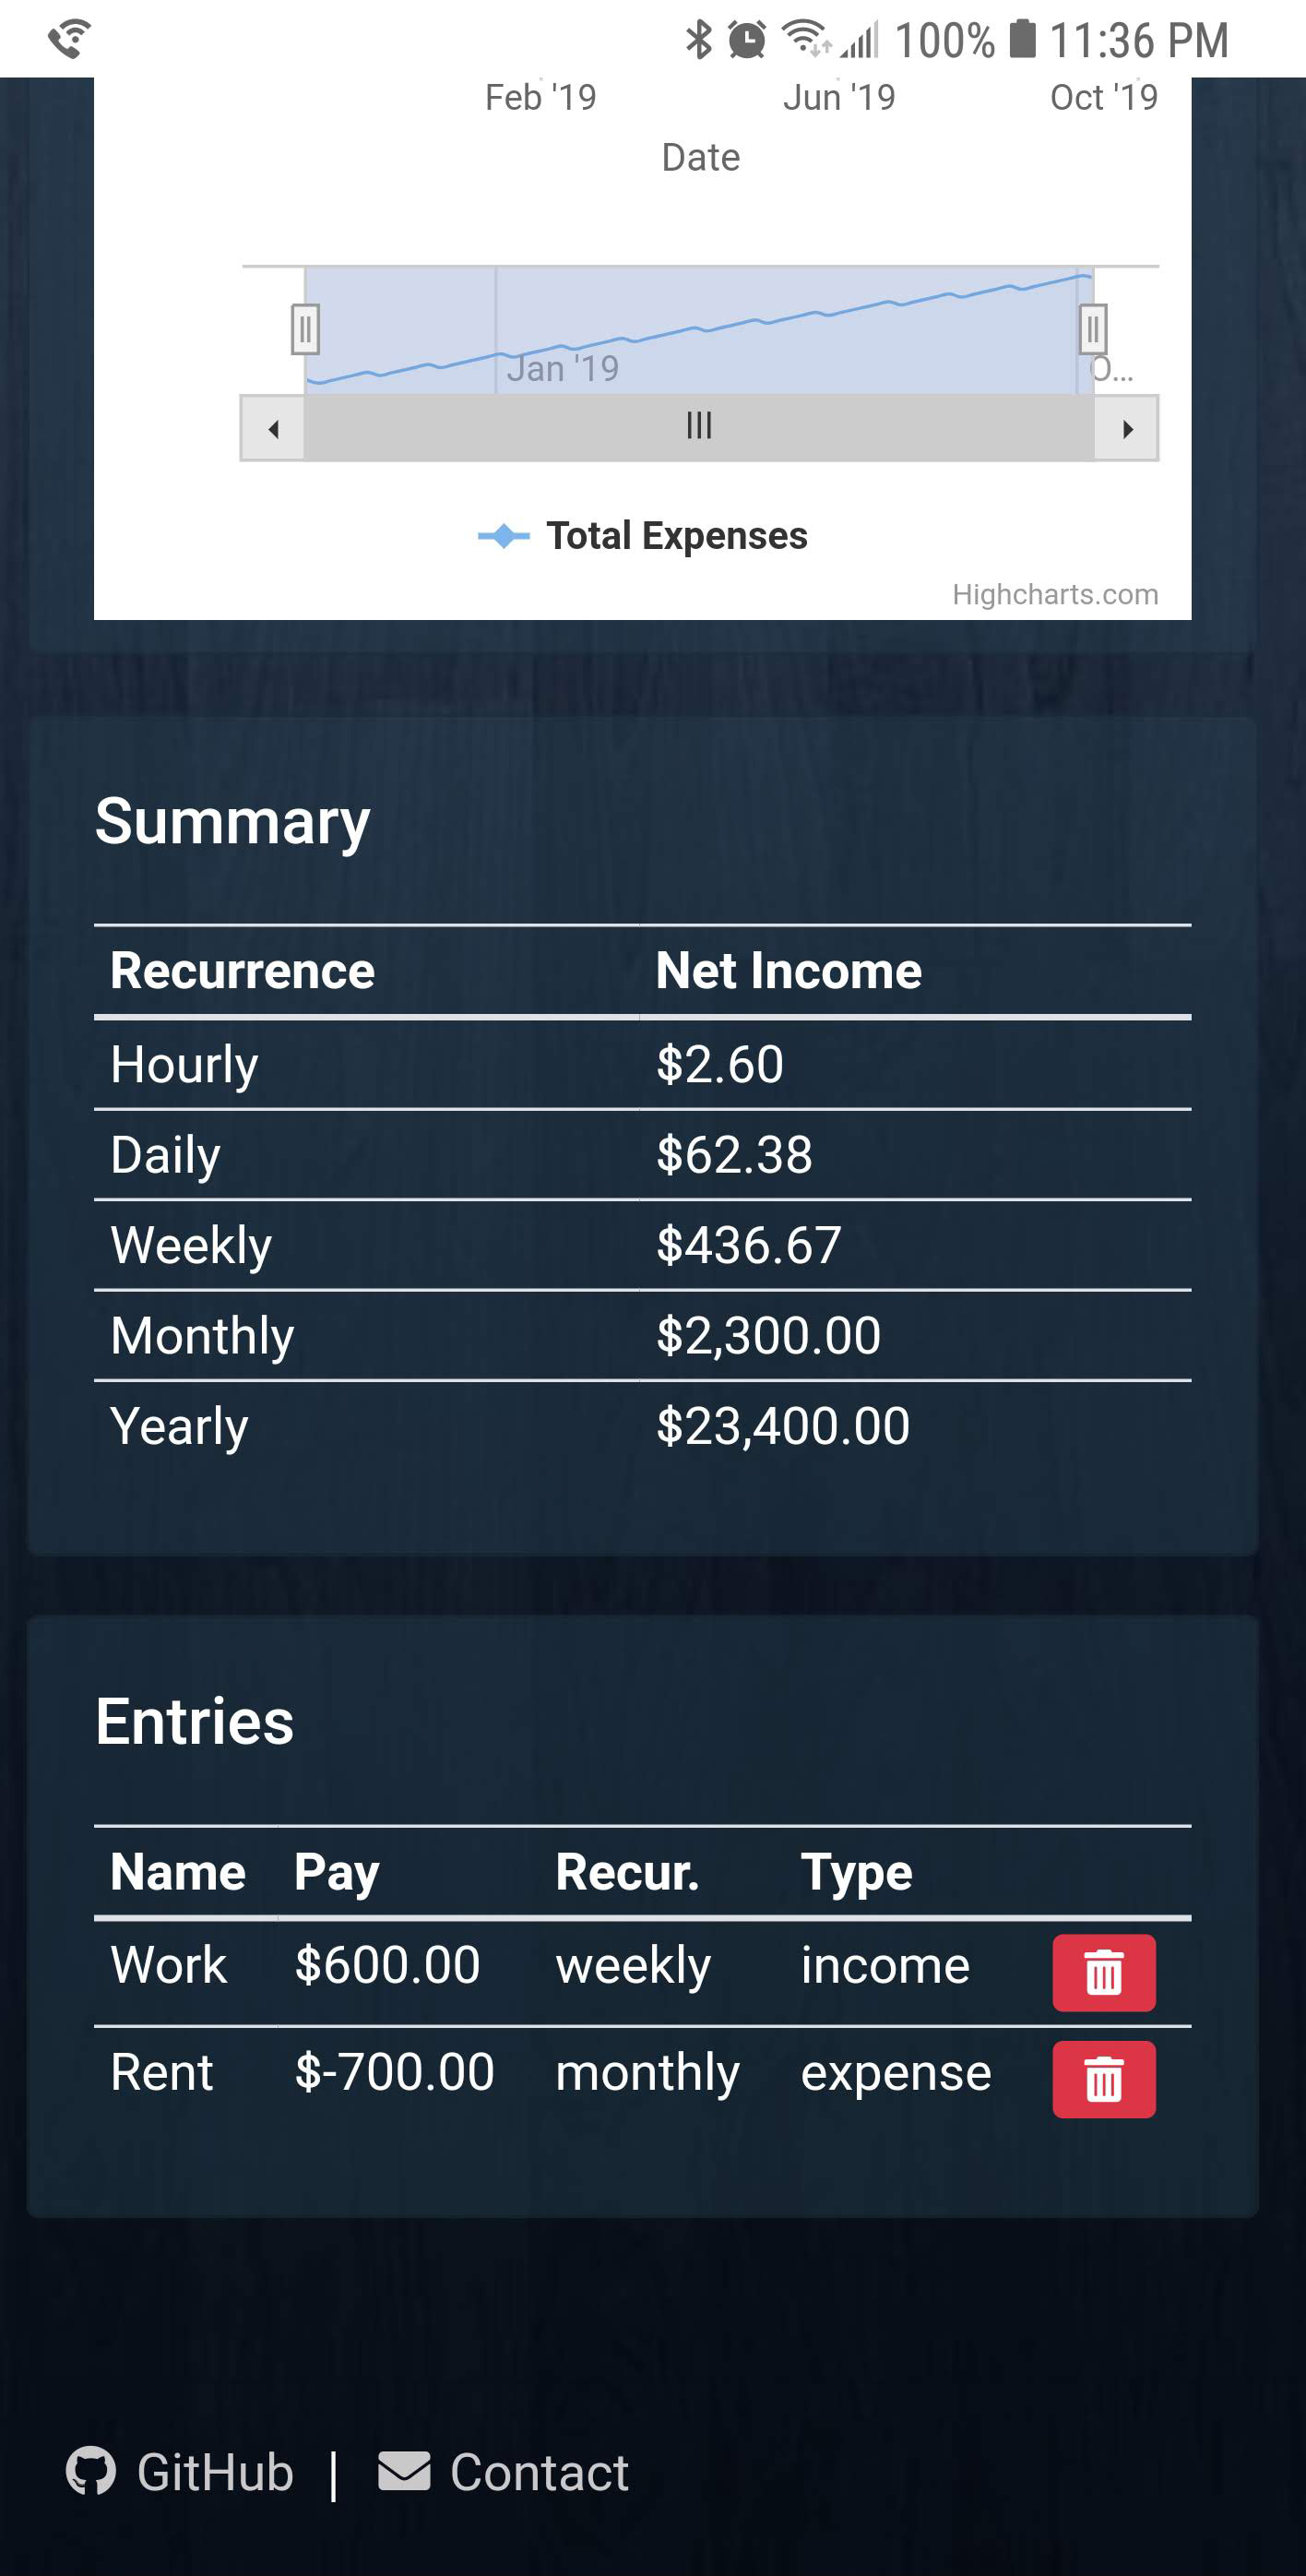 100% 11:36 PM
Feb '19 Jun '19 Oct '19
Date
Jan '19 O...
Total Expenses
Highcharts.com
Summary
Recurrence Net Income
Hourly $2.60
Daily $62.38
Weekly $436.67
Monthly $2,300.00
Yearly $23,400.00
Entries
Name Pay Recur. Type
Work $600.00 weekly income
Rent $-700.00 monthly expense
GitHub | Contact